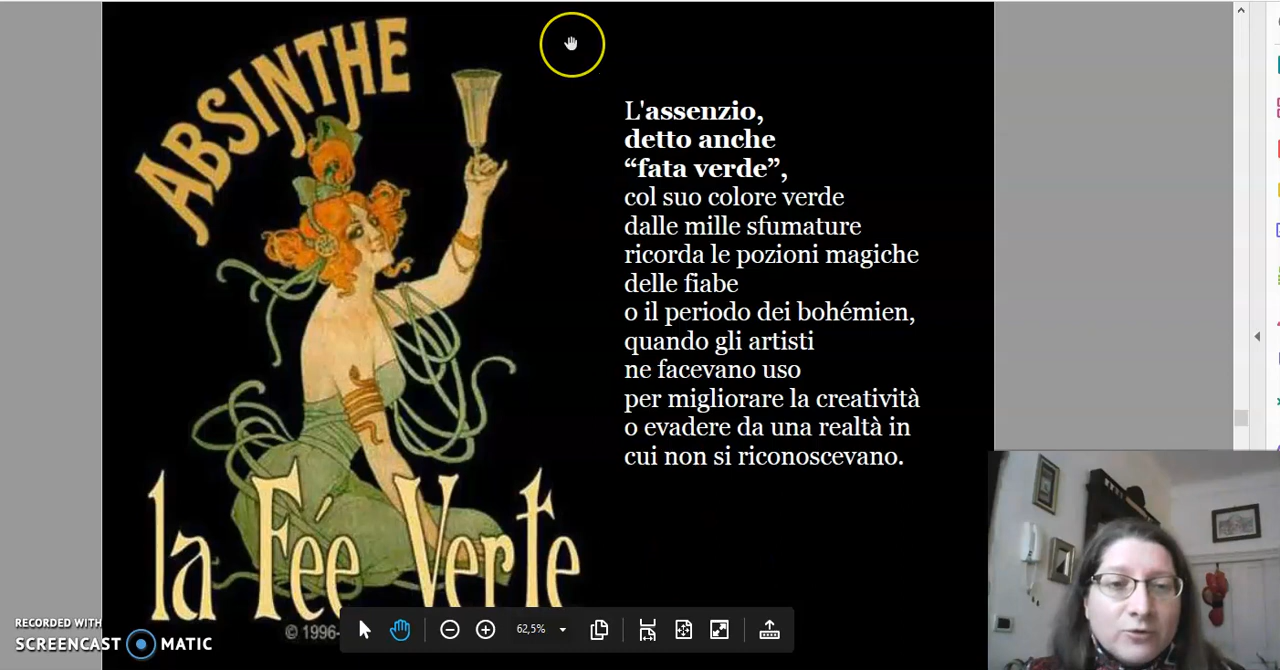 ABSINTHE
L'assenzio,
detto anche
“fata verde”,
col suo colore verde
dalle mille sfumature
ricorda le pozioni magiche
delle fiabe
o il periodo dei bohémien,
quando gli artisti
ne facevano uso
per migliorare la creatività
o evadere da una realtà in
cui non si riconoscevano.
la Fée Verte
© 1996-
62,5%
RECORDED WITH
SCREENCAST MATIC